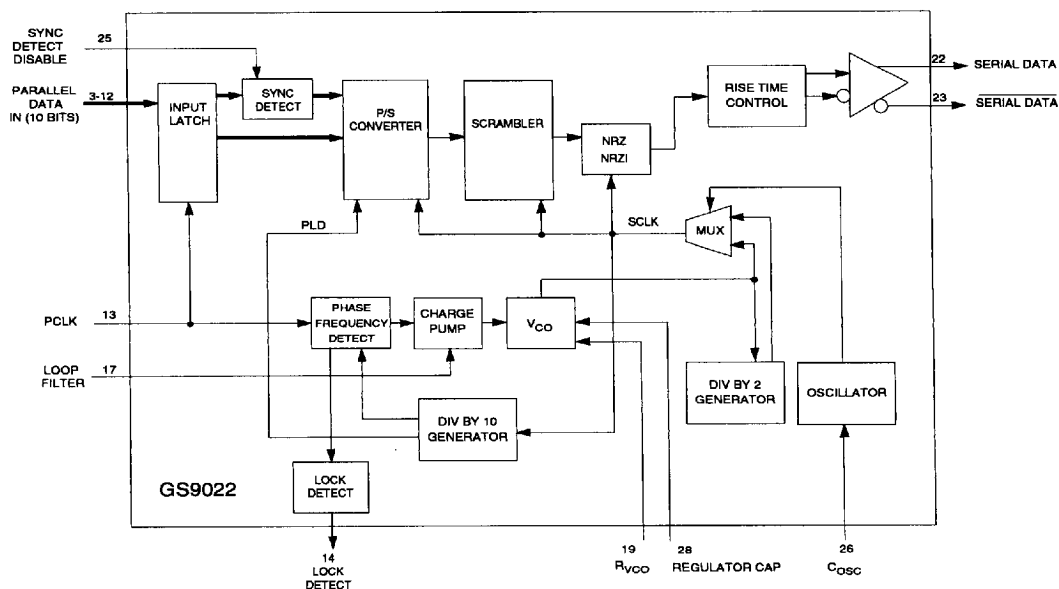 SYNC
DETECT
DISABLE
25
PARALLEL
DATA
IN (10 BITS)
3-12
INPUT
LATCH
SYNC
DETECT
P/S
CONVERTER
SCRAMBLER
NRZ
NRZI
RISE TIME
CONTROL
22
SERIAL DATA
23
SERIAL DATA
PLD
SCLK
MUX
PCLK
13
PHASE
FREQUENCY
DETECT
CHARGE
PUMP
VCO
LOOP
FILTER
17
DIV BY 10
GENERATOR
DIV BY 2
GENERATOR
OSCILLATOR
LOCK
DETECT
GS9022
14
LOCK
DETECT
19
RVCO
28
REGULATOR CAP
26
COSC